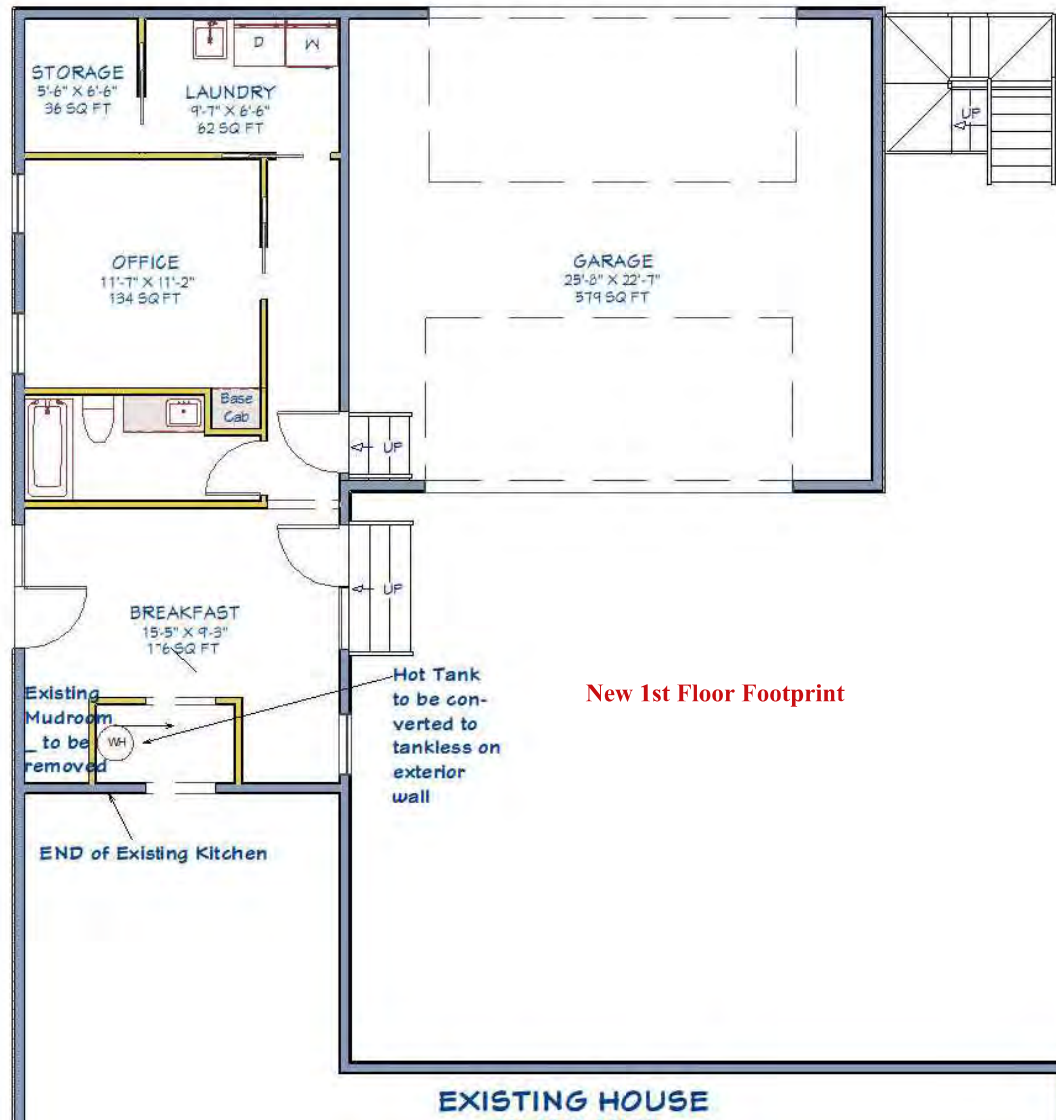 STORAGE
5'-6" X 6'-6"
36 SQ FT
D
W
LAUNDRY
9'-7" X 6'-6"
62 SQ FT
UP
OFFICE
11'-7" X 11'-2"
134 SQ FT
GARAGE
25'-8" X 22'-7"
579 SQ FT
Base
Cab
UP
UP
BREAKFAST
15'-5" X 9'-3"
SQ FT
Existing
Mudroom
_ to be
removed
WH
Hot Tank
to be con-
verted to
tankless on
exterior
wall
New 1st Floor Footprint
END of Existing Kitchen
EXISTING HOUSE